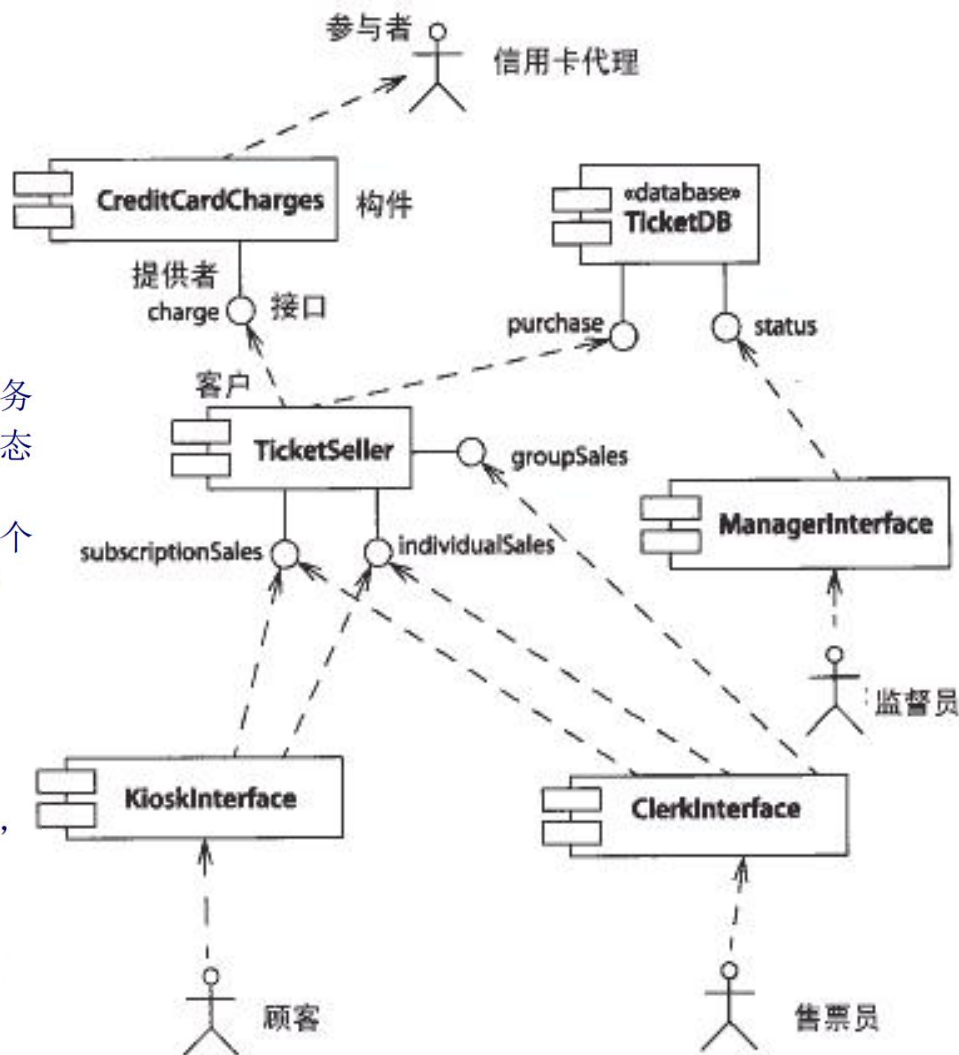 参与者
信用卡代理
CreditCardCharges
构件
«database»
TicketDB
提供者
charge
接口
purchase
status
客户
务
态
TicketSeller
groupSales
个
ManagerInterface
subscriptionSales
individualSales
监督员
KioskInterface
ClerkInterface
，
顾客
售票员